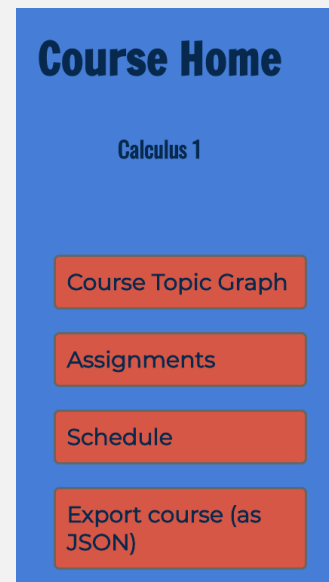 Course Home
Calculus 1
Course Topic Graph
Assignments
Schedule
Export course (as
JSON)